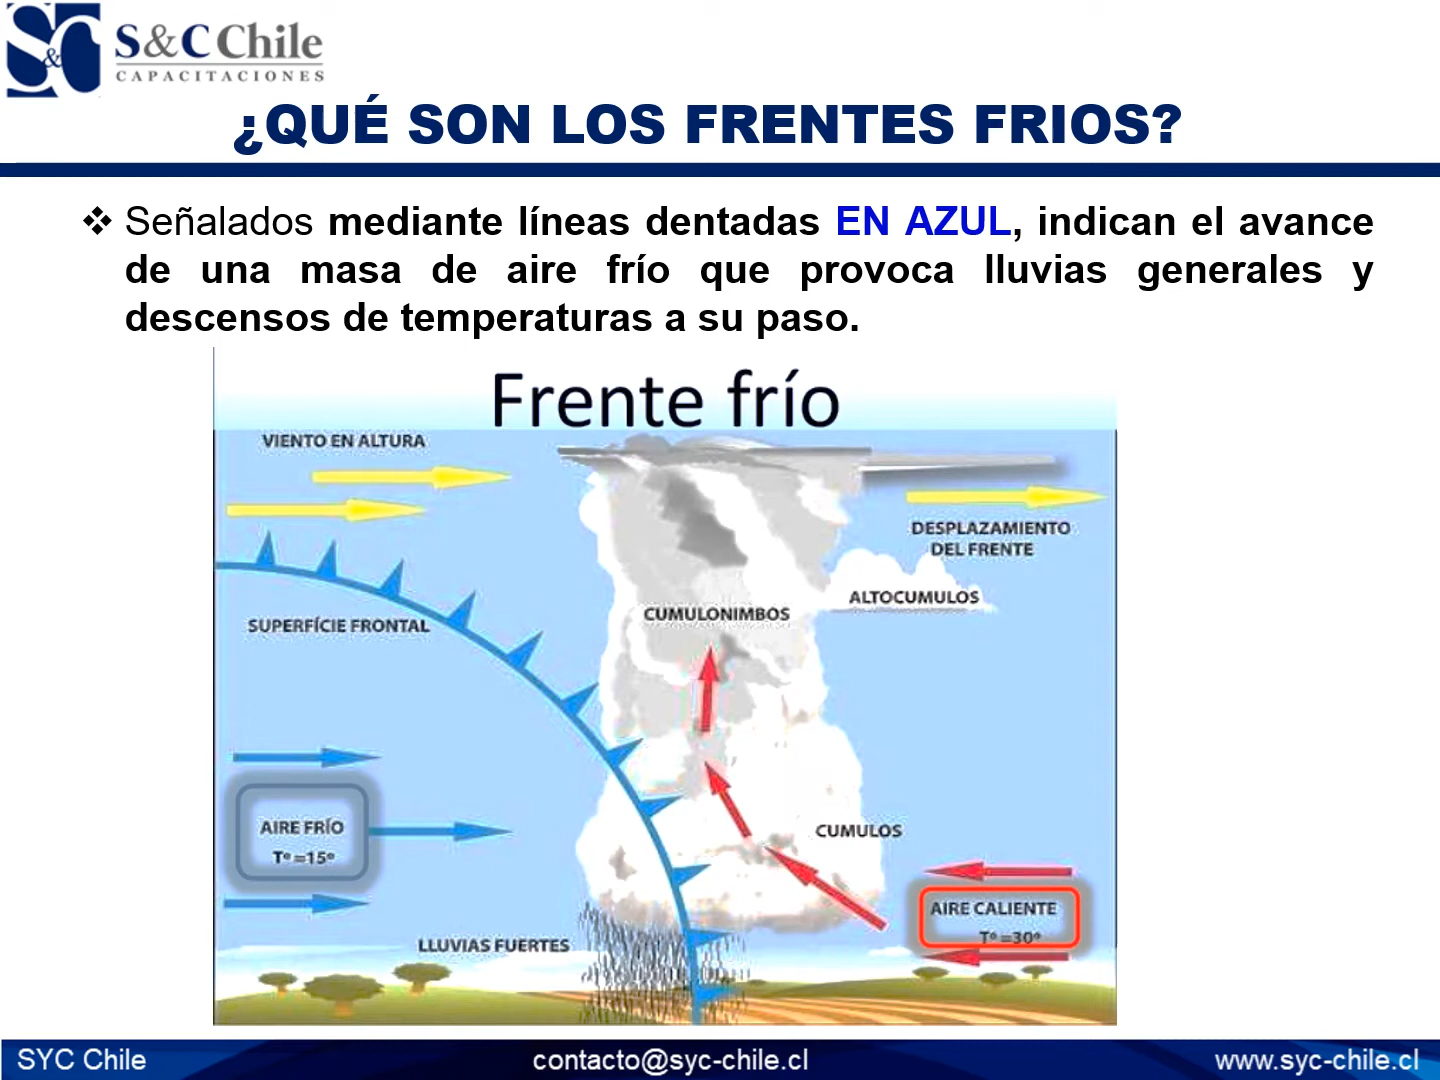 S&C Chile
CAPACITACIONES
¿QUÉ SON LOS FRENTES FRIOS?
❖ Señalados mediante líneas dentadas EN AZUL, indican el avance
de una masa de aire frío que provoca lluvias generales y
descensos de temperaturas a su paso.
Frente frío
VIENTO EN ALTURA
DESPLAZAMIENTO
DEL FRENTE
ALTOCUMULOS
CUMULONIMBOS
SUPERFÍCIE FRONTAL
AIRE FRÍO
Tº=15º
CUMULOS
AIRE CALIENTE
Tº=30º
LLUVIAS FUERTES
SYC Chile
contacto@syc-chile.cl
www.syc-chile.cl